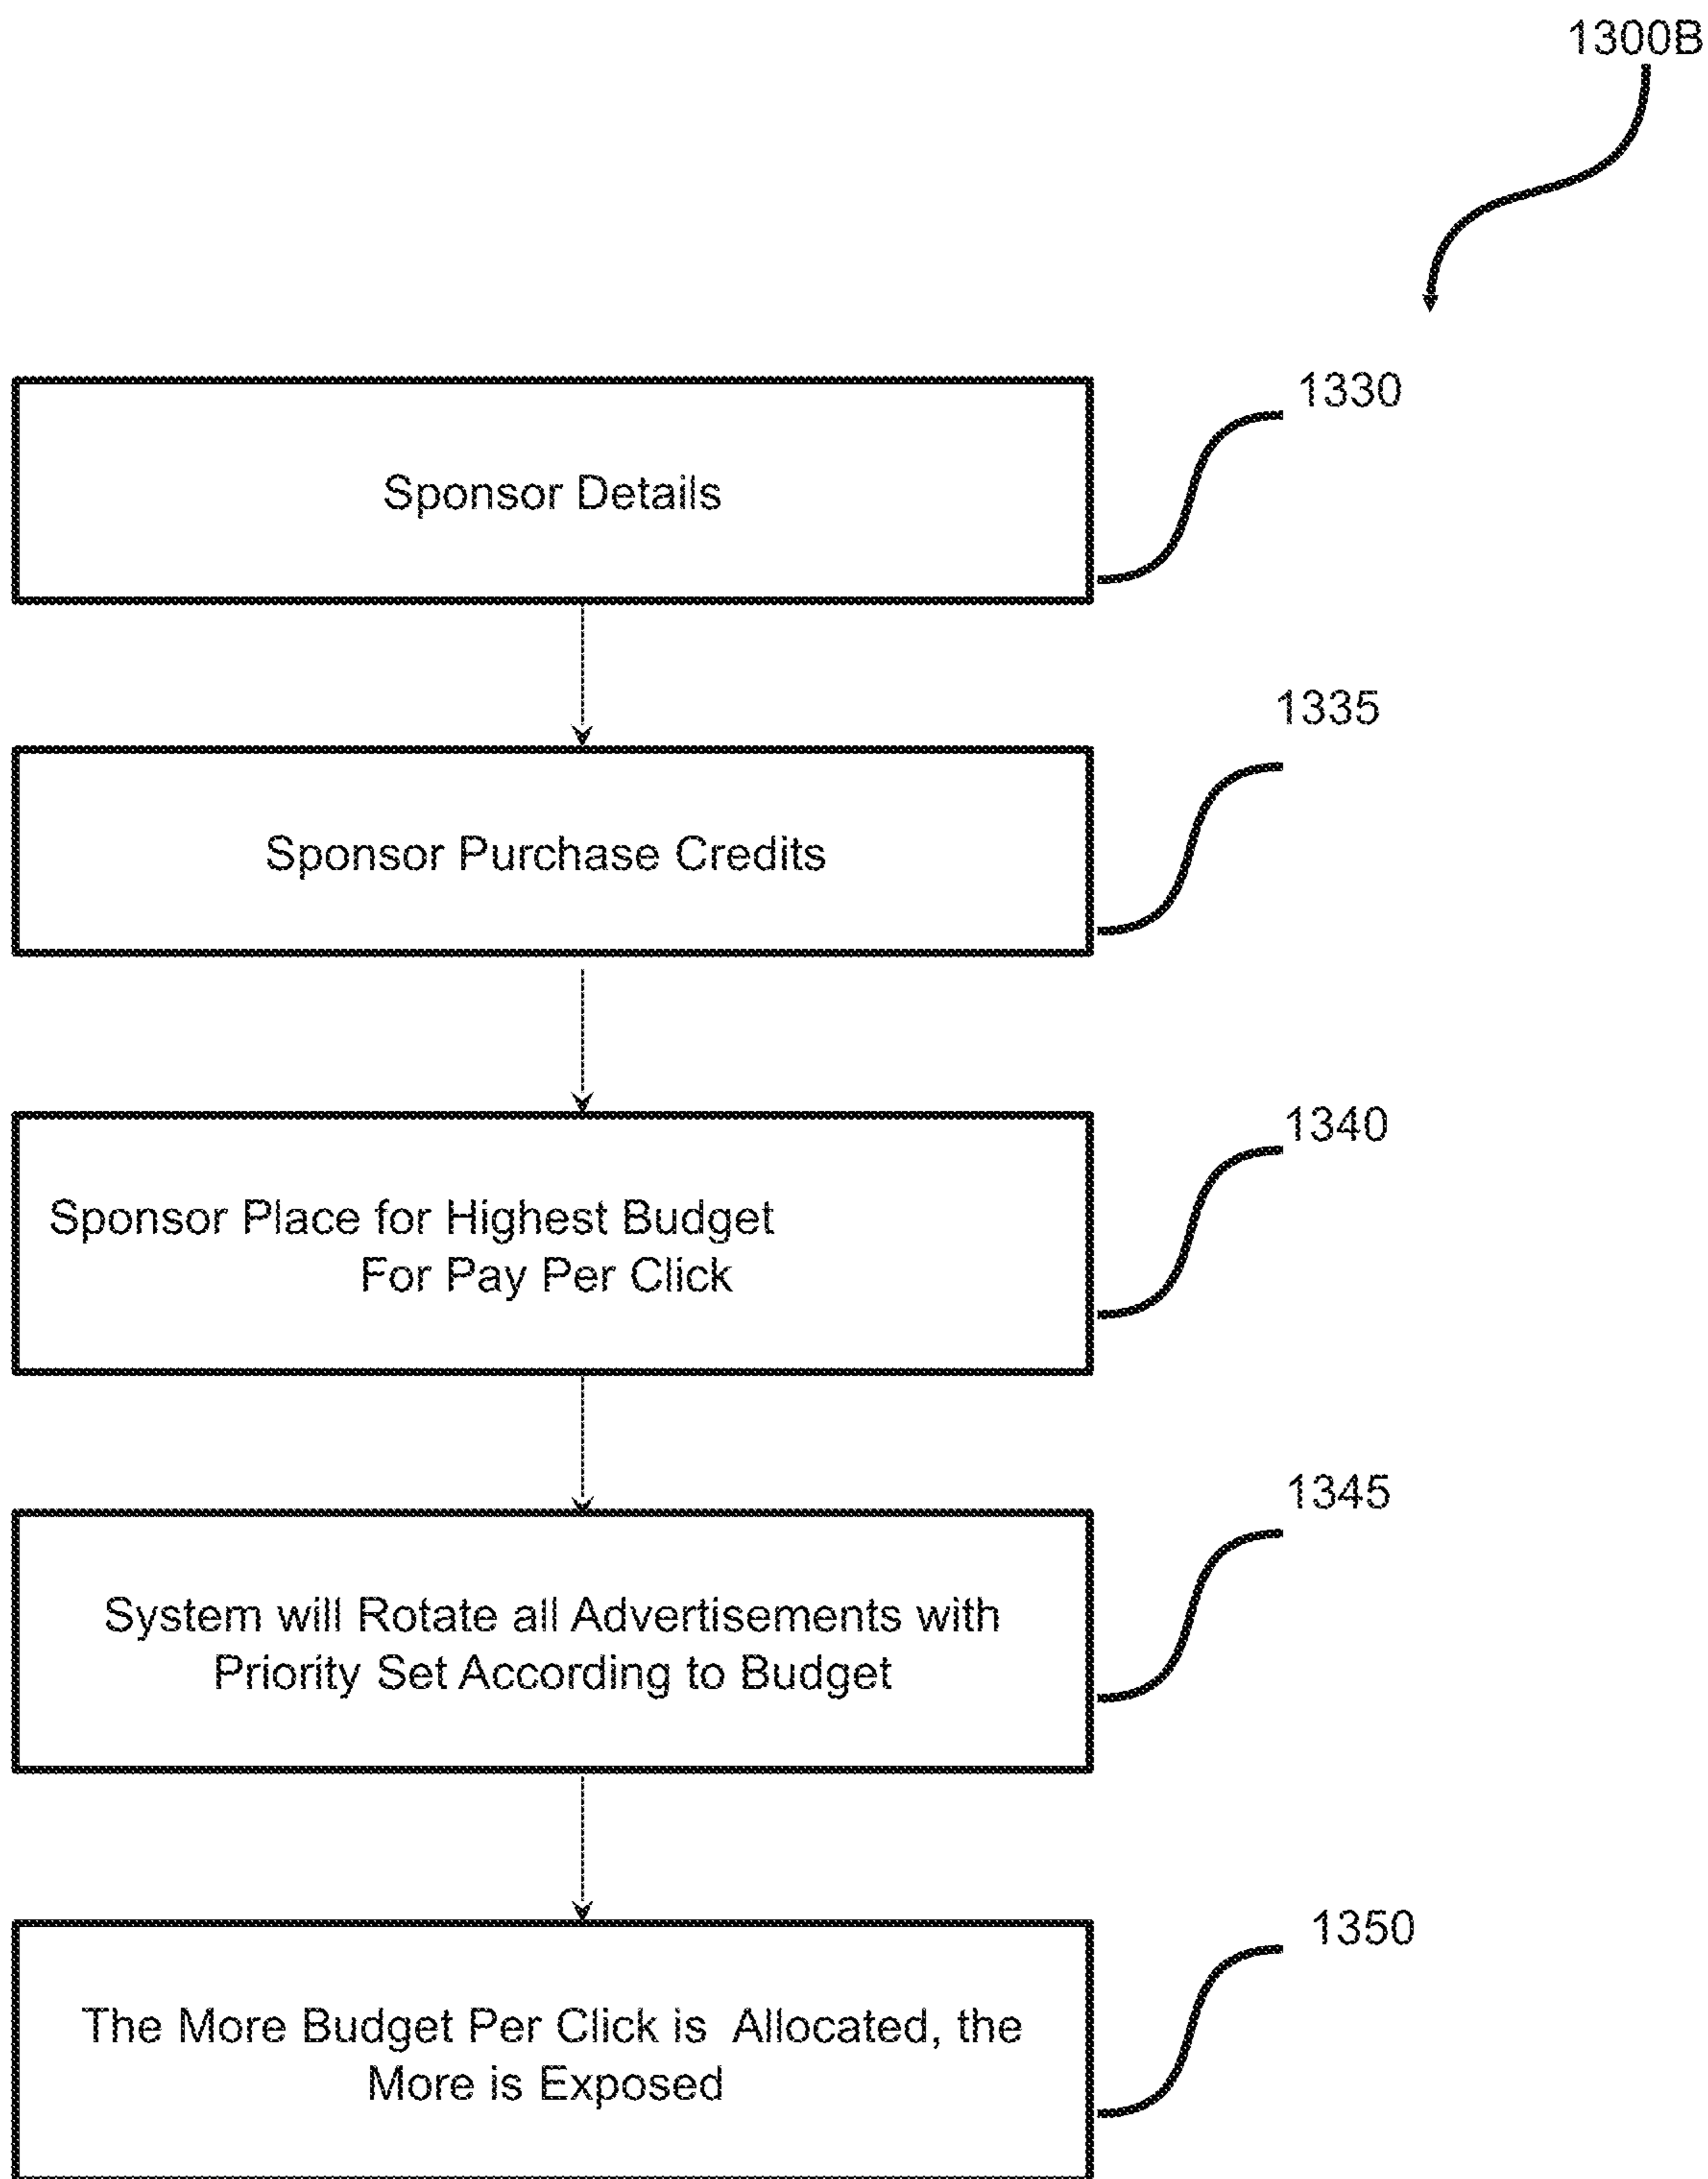 1300B
1330
Sponsor Details
1335
Sponsor Purchase Credits
1340
Sponsor Place for Highest Budget
For Pay Per Click
1345
System will Rotate all Advertisements with
Priority Set According to Budget
1350
The More Budget Per Click is Allocated, the
More is Exposed